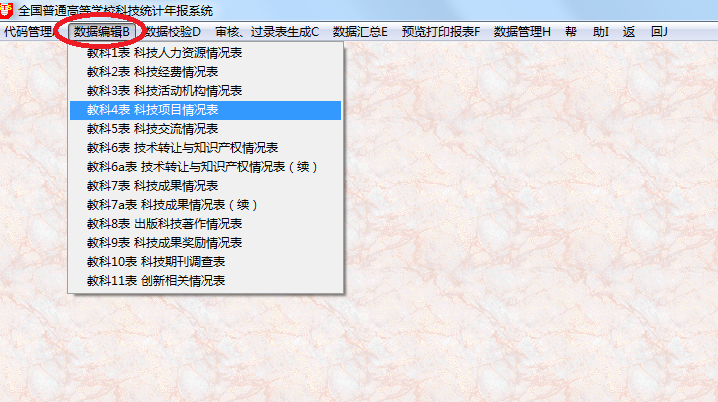 全国普通高等学校科技统计年报系统
代码管理 数据编辑B 数据校验D 审核、过录表生成C 数据汇总E 预览打印报表F 数据管理H 帮 助I 返 回J
教科1表 科技人力资源情况表
教科2表 科技经费情况表
教科3表 科技活动机构情况表
教科4表 科技项目情况表
教科5表 科技交流情况表
教科6表 技术转让与知识产权情况表
教科6a表 技术转让与知识产权情况表（续）
教科7表 科技成果情况表
教科7a表 科技成果情况表（续）
教科8表 出版科技著作情况表
教科9表 科技成果奖励情况表
教科10表 科技期刊调查表
教科11表 创新相关情况表